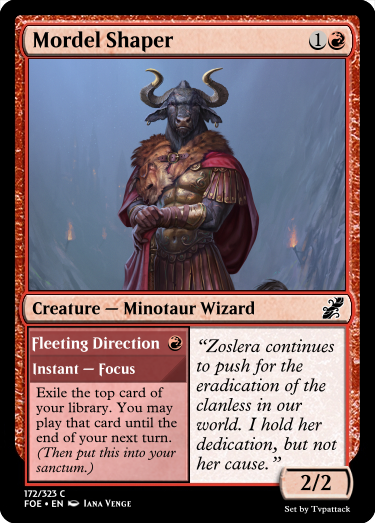 Mordel Shaper 1
Creature — Minotaur Wizard
Fleeting Direction
Instant — Focus
Exile the top card of
your library. You may
play that card until the
end of your next turn.
(Then put this into your
sanctum.)
“Zoslera continues
to push for the
eradication of the
clanless in our
world. I hold her
dedication, but not
her cause.”
2/2
172/323 C
FOE • EN Iana Venge
Set by Tvpattack